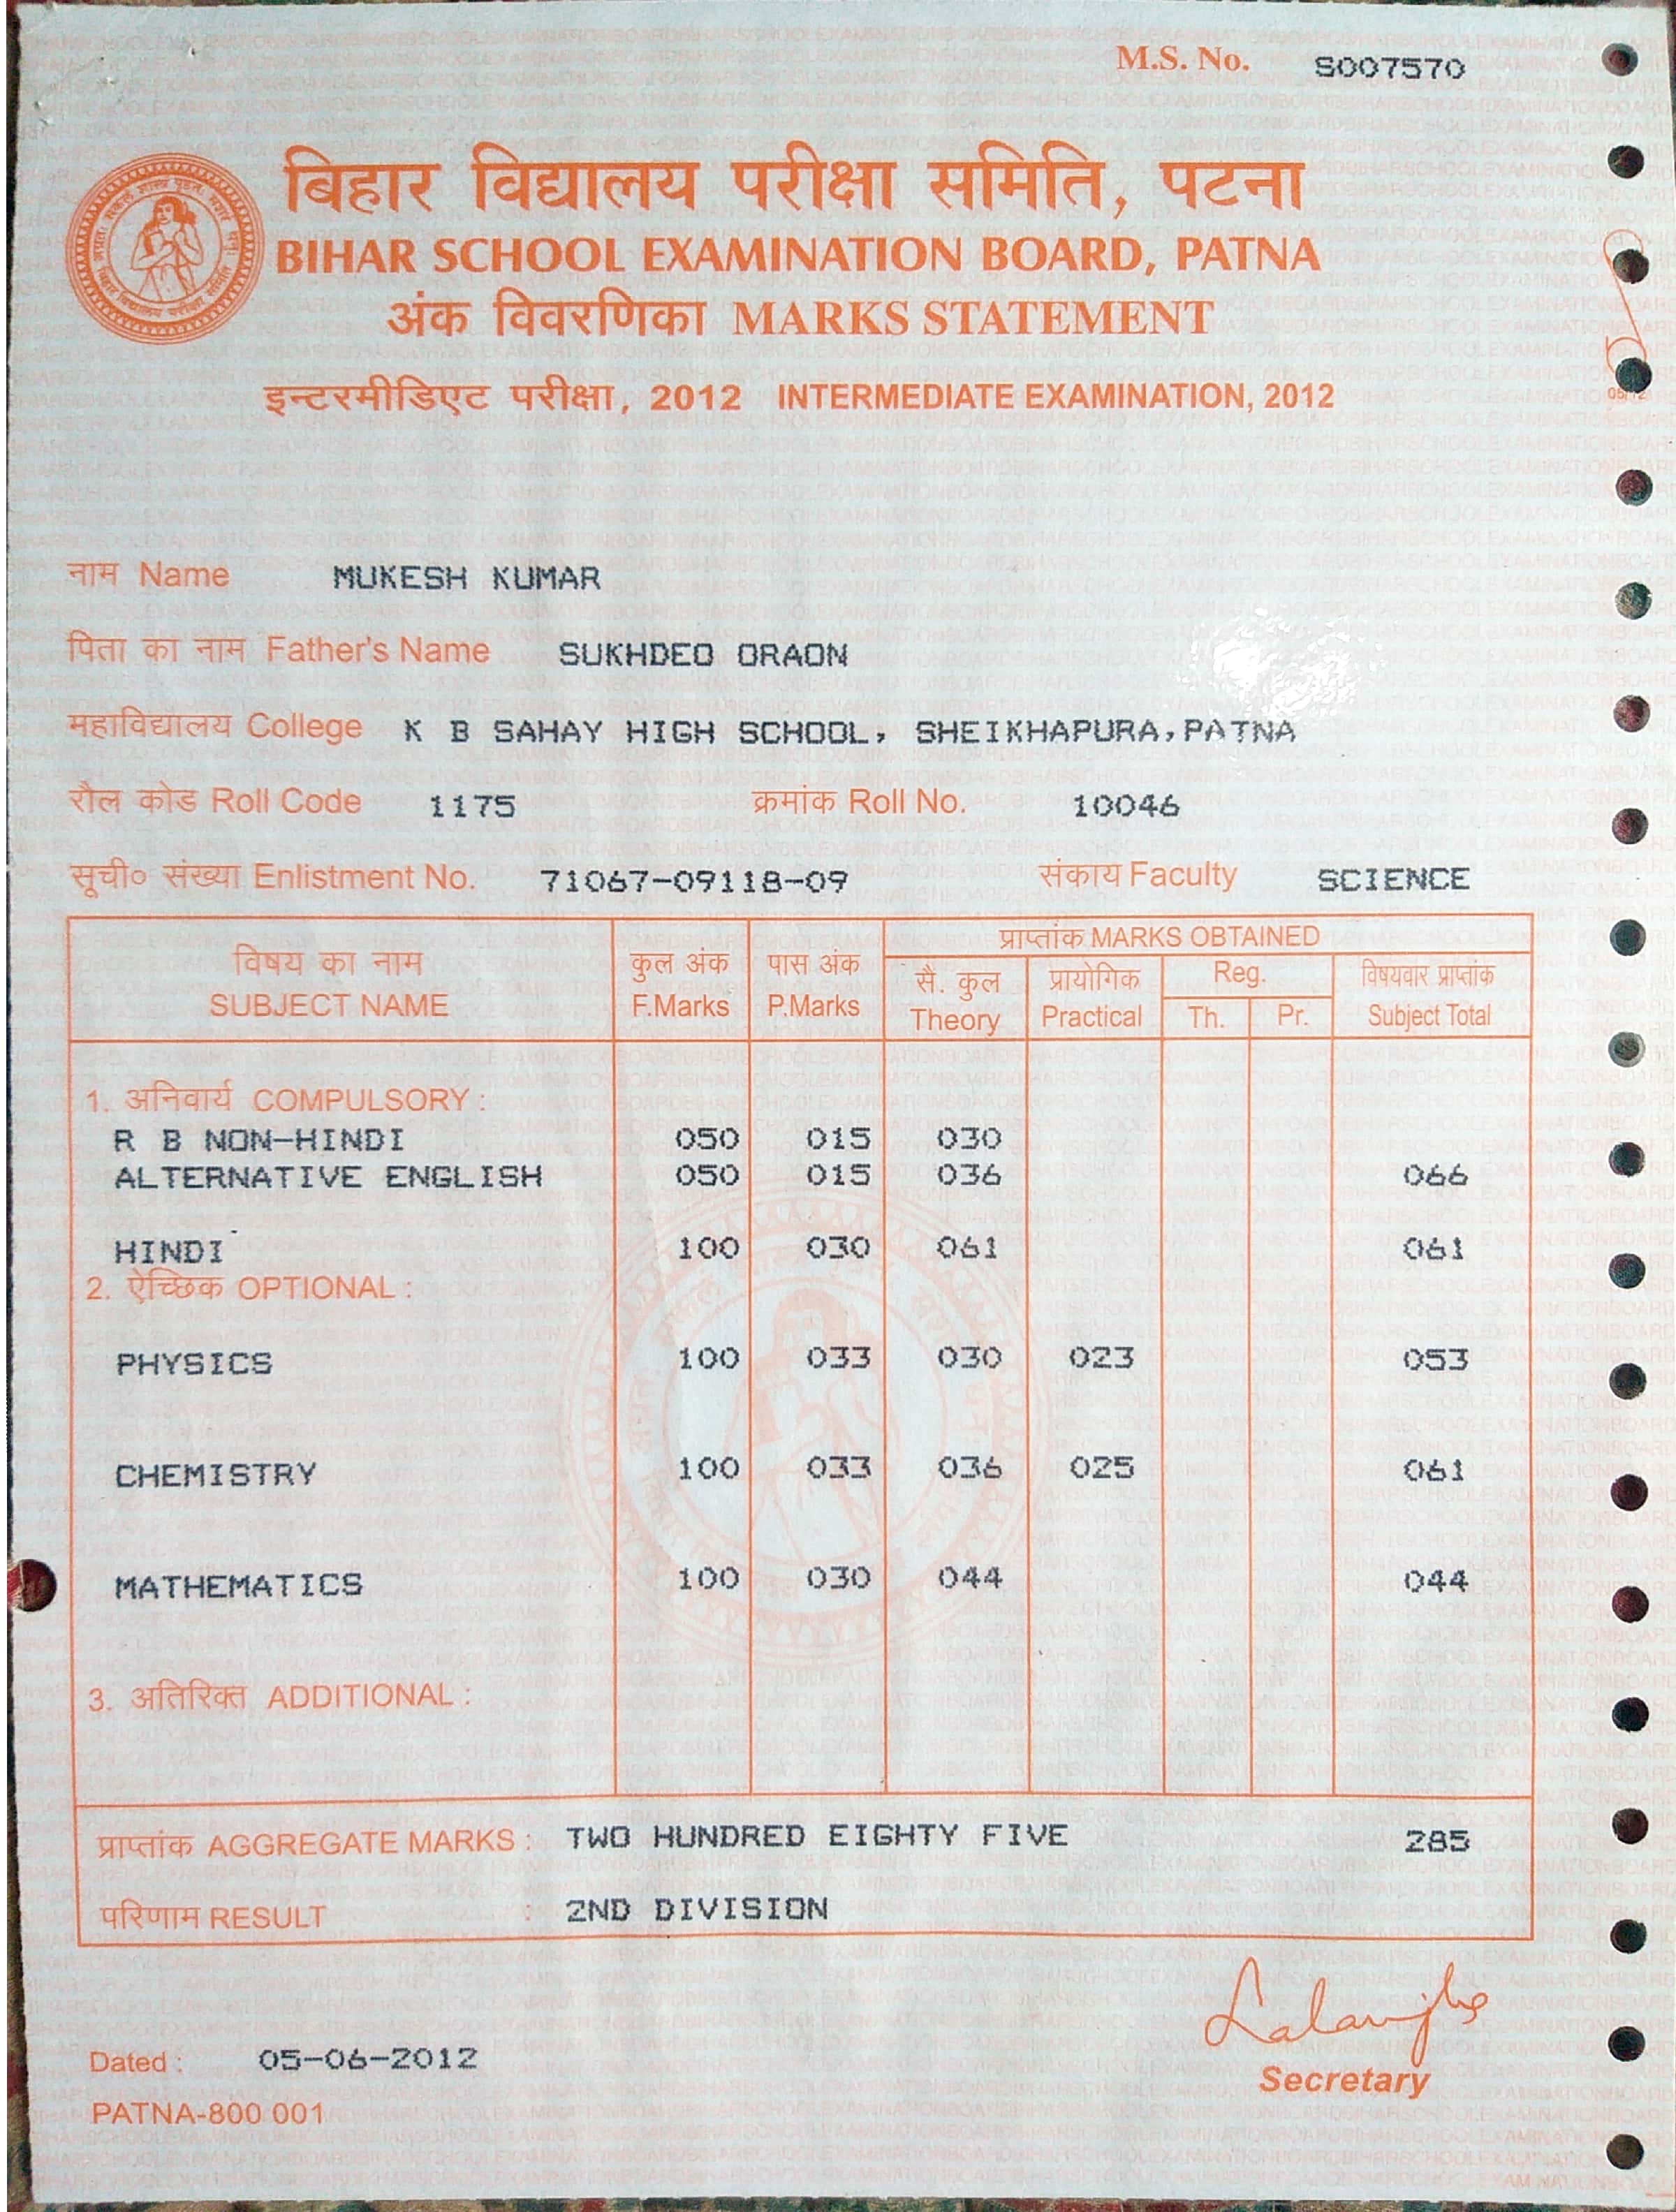 M.S. No. S007570
बिहार विद्यालय परीक्षा समिति, पटना
BIHAR SCHOOL EXAMINATION BOARD, PATNA
अंक विवरणिका MARKS STATEMENT
इन्टरमीडिएट परीक्षा, 2012 INTERMEDIATE EXAMINATION, 2012
नाम Name MUKESH KUMAR
पिता का नाम Father's Name SUKHDEO ORAON
महाविद्यालय College K B SAHAY HIGH SCHOOL, SHEIKHAPURA,PATNA
रौल कोड Roll Code 1175 क्रमांक Roll No. 10046
सूची० संख्या Enlistment No. 71067-09118-09 संकाय Faculty SCIENCE
प्राप्तांक MARKS OBTAINED
विषय का नाम कुल अंक पास अंक सै. कुल प्रायोगिक Reg. विषयवार प्राप्तांक
SUBJECT NAME F.Marks P.Marks Theory Practical Th. Pr. Subject Total
1. अनिवार्य COMPULSORY :
R B NON-HINDI 050 015 030
ALTERNATIVE ENGLISH 050 015 036 066
HINDI 100 030 061 061
2. ऐच्छिक OPTIONAL :
PHYSICS 100 033 030 023 053
CHEMISTRY 100 033 036 025 061
MATHEMATICS 100 030 044 044
3. अतिरिक्त ADDITIONAL :
प्राप्तांक AGGREGATE MARKS : TWO HUNDRED EIGHTY FIVE 285
परिणाम RESULT : 2ND DIVISION
Secretary
Dated : 05-06-2012
PATNA-800 001